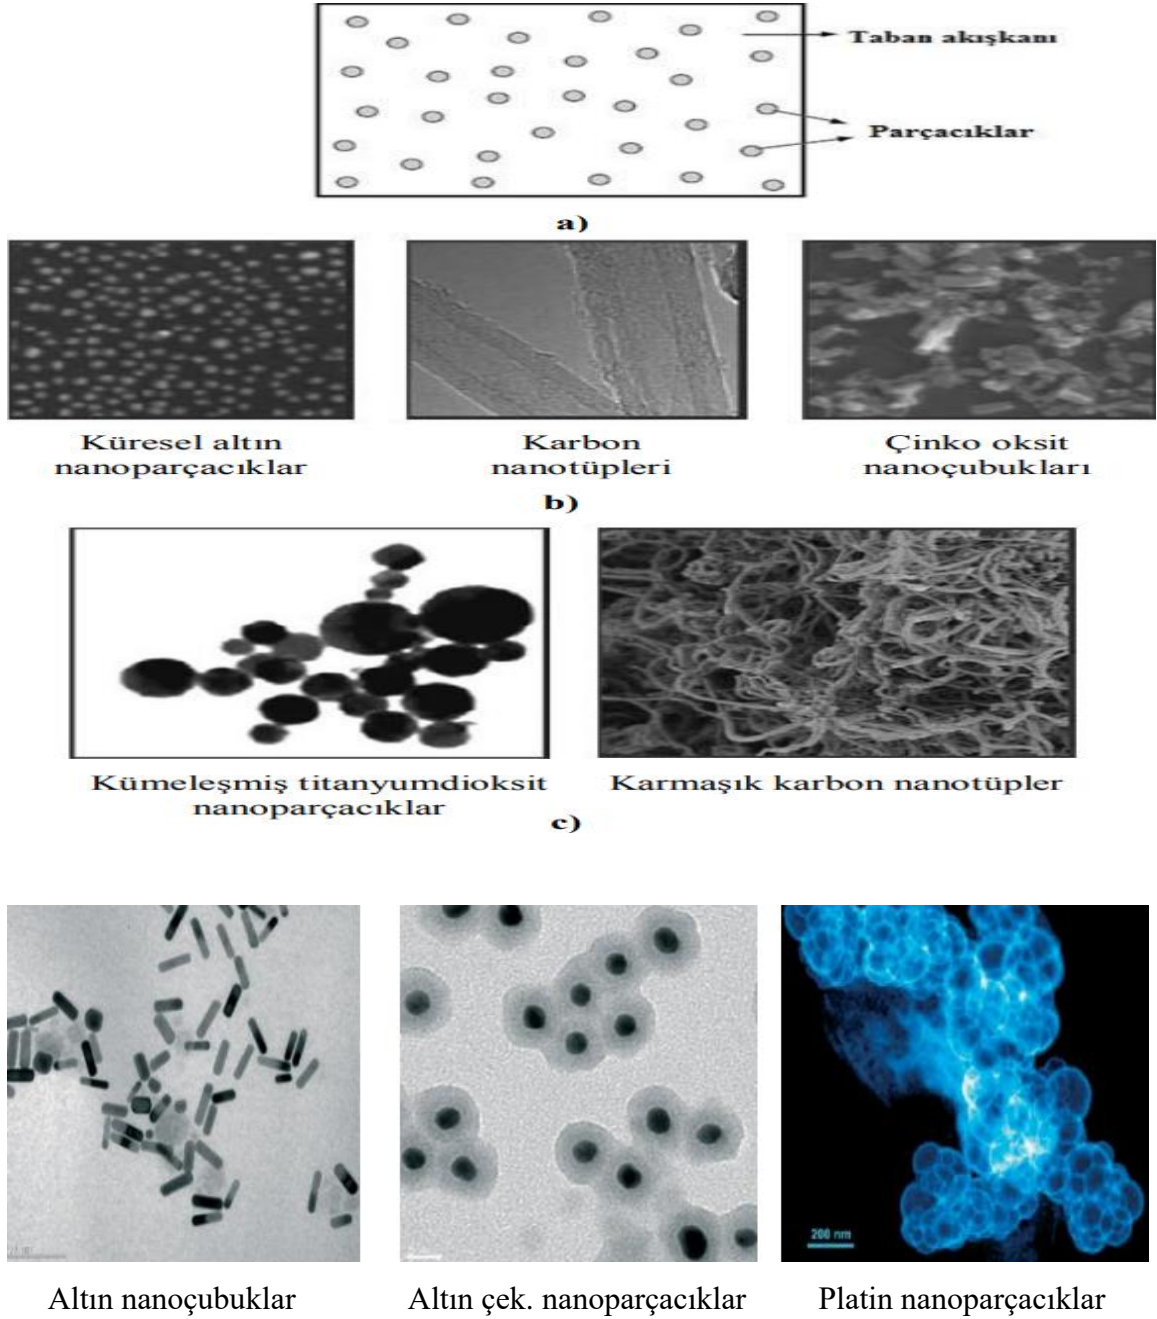 Taban akışkanı
Parçacıklar
a)
Küresel altın
nanoparçacıklar
Karbon
nanotüpleri
Çinko oksit
nanoçubukları
b)
Kümeleşmiş titanyumdioksit
nanoparçacıklar
Karmaşık karbon nanotüpler
c)
200 nm
Altın nanoçubuklar
Altın çek. nanoparçacıklar
Platin nanoparçacıklar